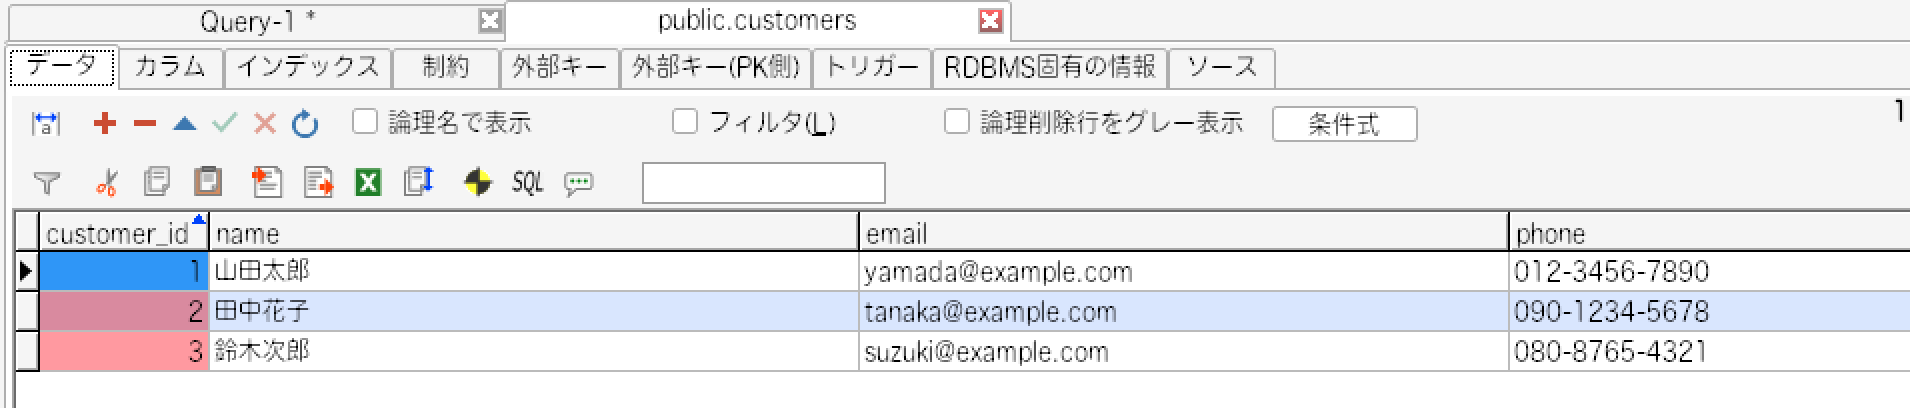 Query-1 * public.customers
データ カラム インデックス 制約 外部キー 外部キー(PK側) トリガー RDBMS固有の情報 ソース
a 論理名で表示 フィルタ(L) 論理削除行をグレー表示 条件式 1
X SQL
customer_id name email phone
1 山田太郎 yamada@example.com 012-3456-7890
2 田中花子 tanaka@example.com 090-1234-5678
3 鈴木次郎 suzuki@example.com 080-8765-4321